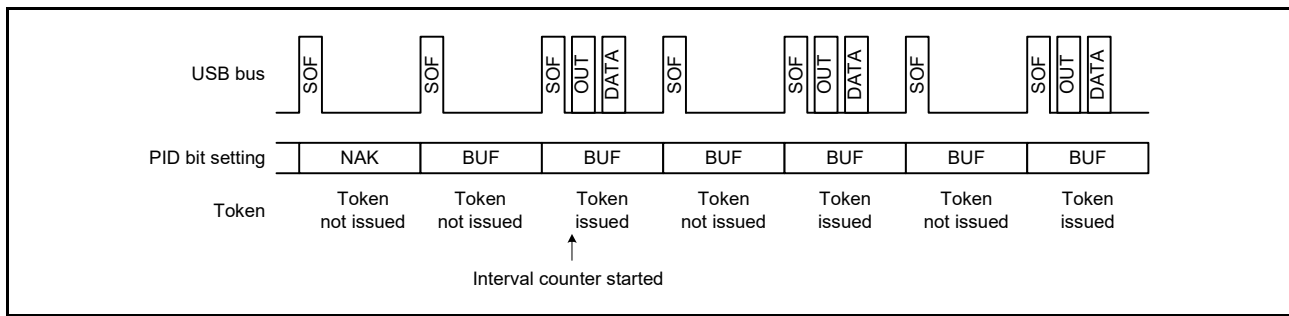 USB bus
SOF SOF SOF OUT DATA SOF SOF OUT DATA SOF SOF OUT DATA
PID bit setting NAK BUF BUF BUF BUF BUF BUF
Token Token Token Token Token Token Token Token
not issued not issued issued not issued issued not issued issued
Interval counter started